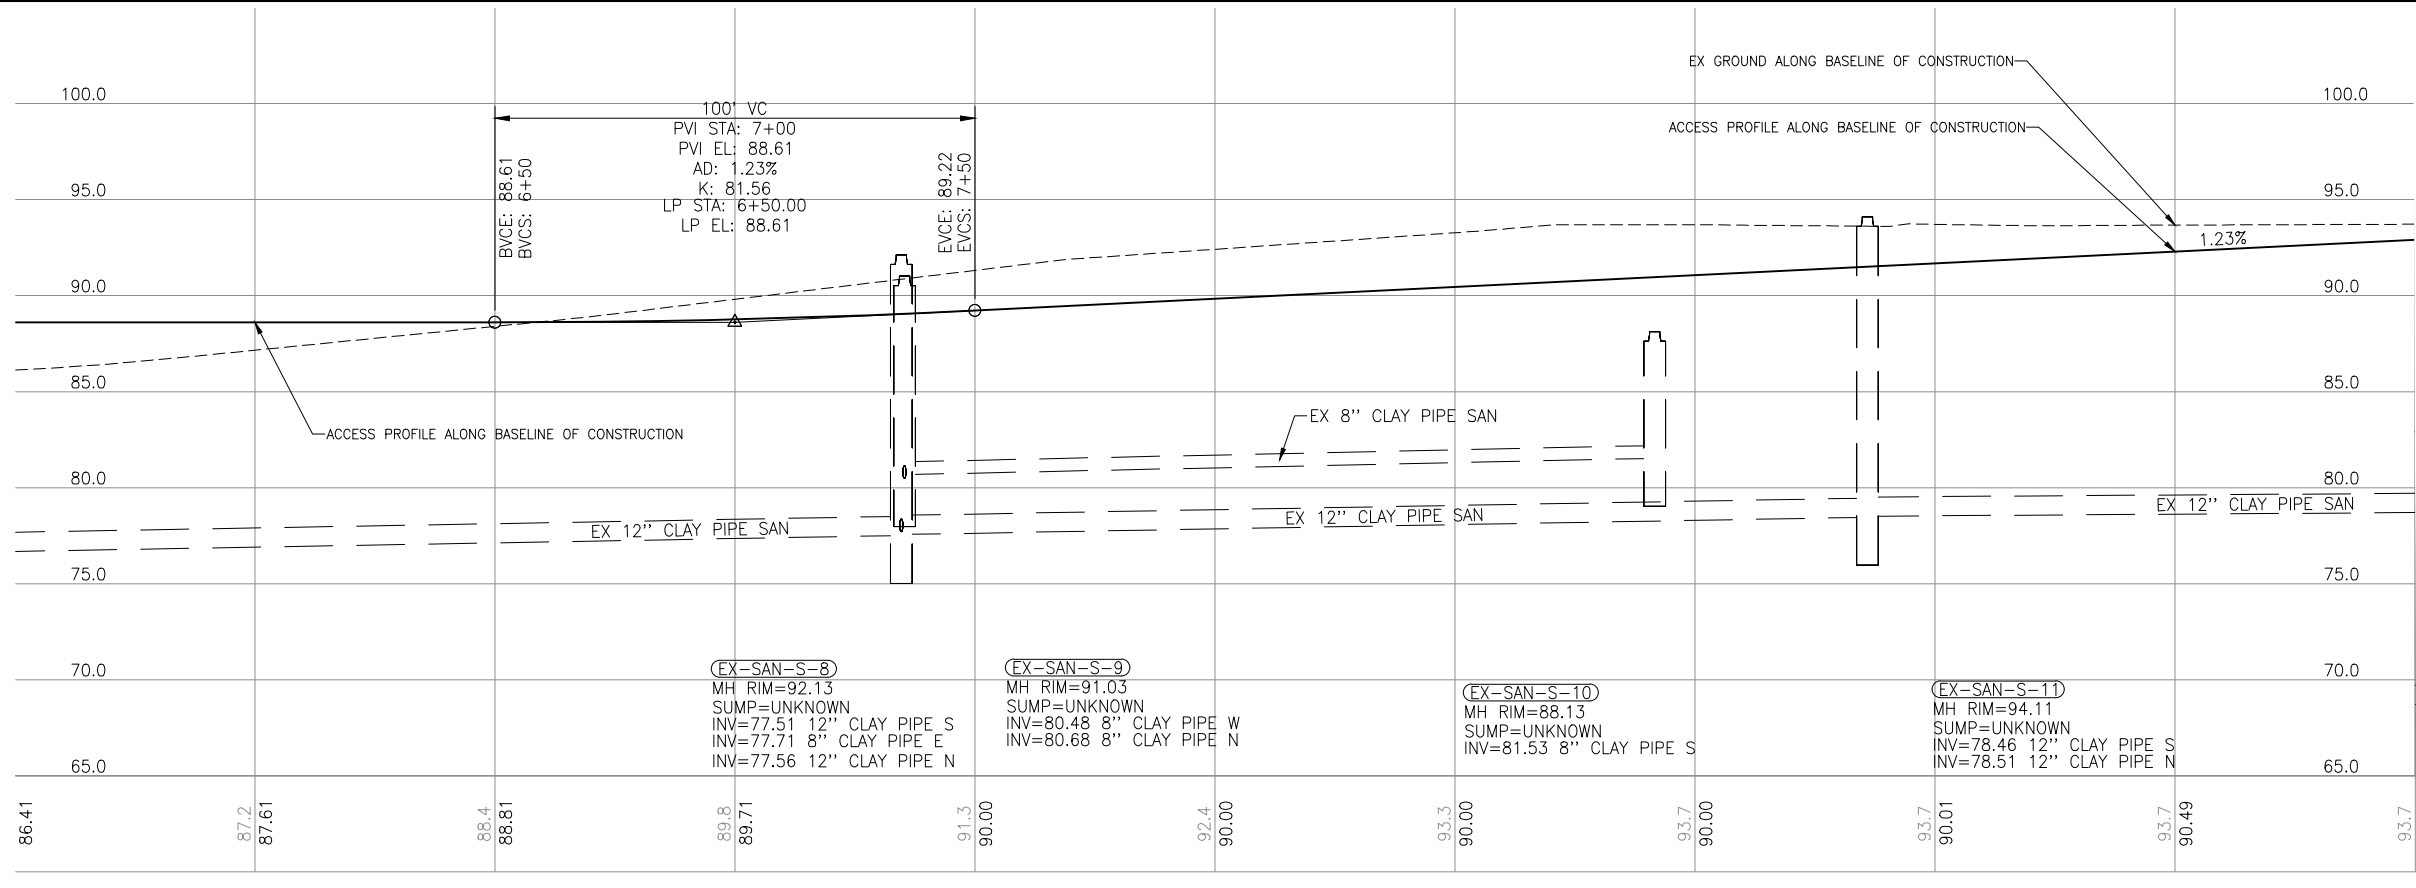 EX GROUND ALONG BASELINE OF CONSTRUCTION
ACCESS PROFILE ALONG BASELINE OF CONSTRUCTION
100.0
100.0
100' VC
PVI STA: 7+00
PVI EL: 88.61
AD: 1.23%
K: 81.56
LP STA: 6+50.00
LP EL: 88.61
BVCE: 88.61
BVCS: 6+50
EVCE: 89.22
EVCS: 7+50
95.0
95.0
1.23%
90.0
90.0
85.0
85.0
ACCESS PROFILE ALONG BASELINE OF CONSTRUCTION
EX 8'' CLAY PIPE SAN
80.0
80.0
EX 12'' CLAY PIPE SAN
EX 12'' CLAY PIPE SAN
EX 12'' CLAY PIPE SAN
75.0
75.0
70.0
70.0
EX-SAN-S-8
MH RIM=92.13
SUMP=UNKNOWN
INV=77.51 12'' CLAY PIPE S
INV=77.71 8'' CLAY PIPE E
INV=77.56 12'' CLAY PIPE N
EX-SAN-S-9
MH RIM=91.03
SUMP=UNKNOWN
INV=80.48 8'' CLAY PIPE W
INV=80.68 8'' CLAY PIPE N
EX-SAN-S-10
MH RIM=88.13
SUMP=UNKNOWN
INV=81.53 8'' CLAY PIPE S
EX-SAN-S-11
MH RIM=94.11
SUMP=UNKNOWN
INV=78.46 12'' CLAY PIPE S
INV=78.51 12'' CLAY PIPE N
65.0
65.0
86.41
87.2
87.61
88.4
88.81
89.8
89.71
91.3
90.00
92.4
90.00
93.3
90.00
93.7
90.00
93.7
90.01
93.7
90.49
93.7